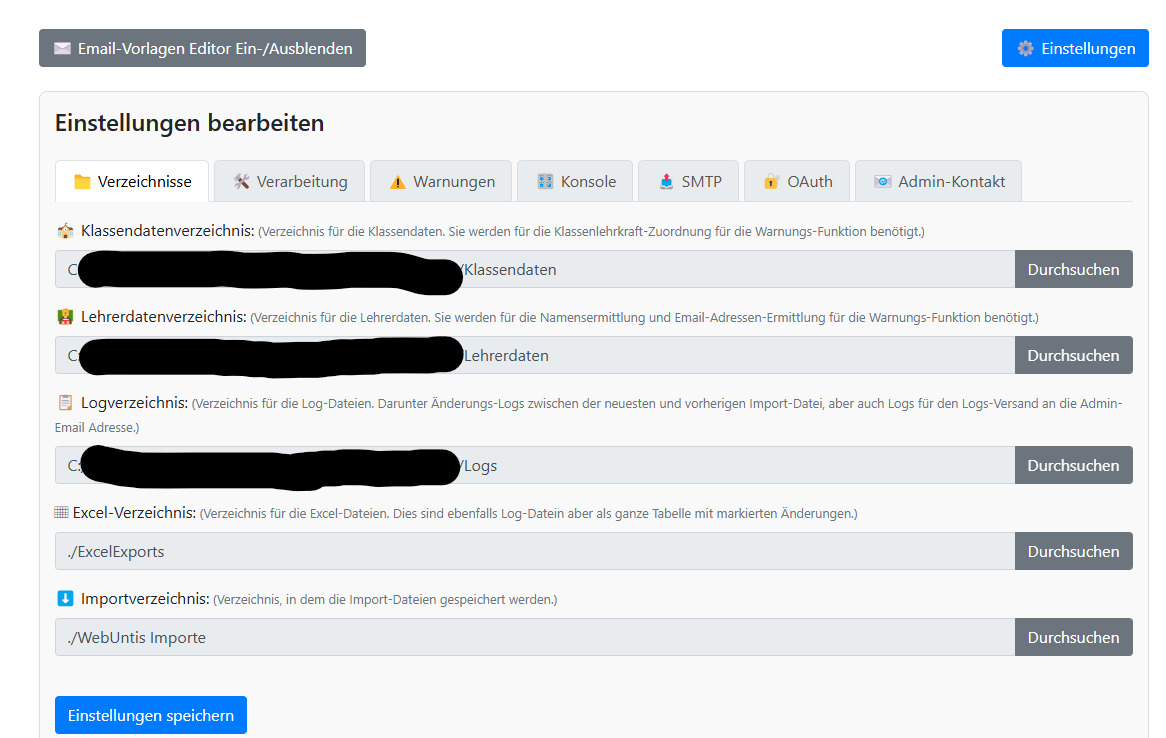 Email-Vorlagen Editor Ein-/Ausblenden
Einstellungen
Einstellungen bearbeiten
Verzeichnisse
Verarbeitung
Warnungen
Konsole
SMTP
OAuth
Admin-Kontakt
Klassendatenverzeichnis: (Verzeichnis für die Klassendaten. Sie werden für die Klassenlehrkraft-Zuordnung für die Warnungs-Funktion benötigt.)
C /Klassendaten
Durchsuchen
Lehrerdatenverzeichnis: (Verzeichnis für die Lehrerdaten. Sie werden für die Namensermittlung und Email-Adressen-Ermittlung für die Warnungs-Funktion benötigt.)
C: Lehrerdaten
Durchsuchen
Logverzeichnis: (Verzeichnis für die Log-Dateien. Darunter Änderungs-Logs zwischen der neuesten und vorherigen Import-Datei, aber auch Logs für den Logs-Versand an die Admin-
Email Adresse.)
C: /Logs
Durchsuchen
Excel-Verzeichnis: (Verzeichnis für die Excel-Dateien. Dies sind ebenfalls Log-Datein aber als ganze Tabelle mit markierten Änderungen.)
./ExcelExports
Durchsuchen
Importverzeichnis: (Verzeichnis, in dem die Import-Dateien gespeichert werden.)
./WebUntis Importe
Durchsuchen
Einstellungen speichern